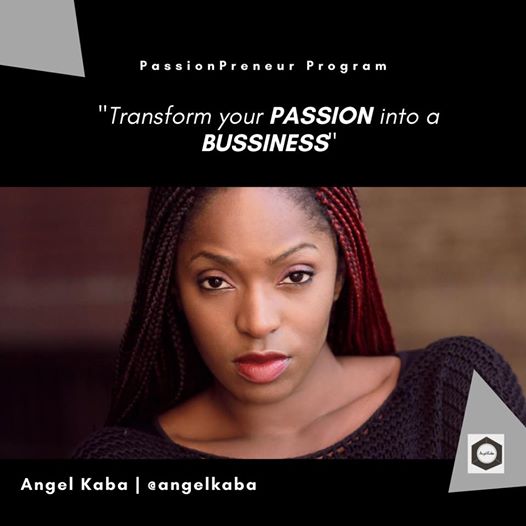 PassionPreneur Program
"Transform your PASSION into a
BUSSINESS"
Angel Kaba | @angelkaba